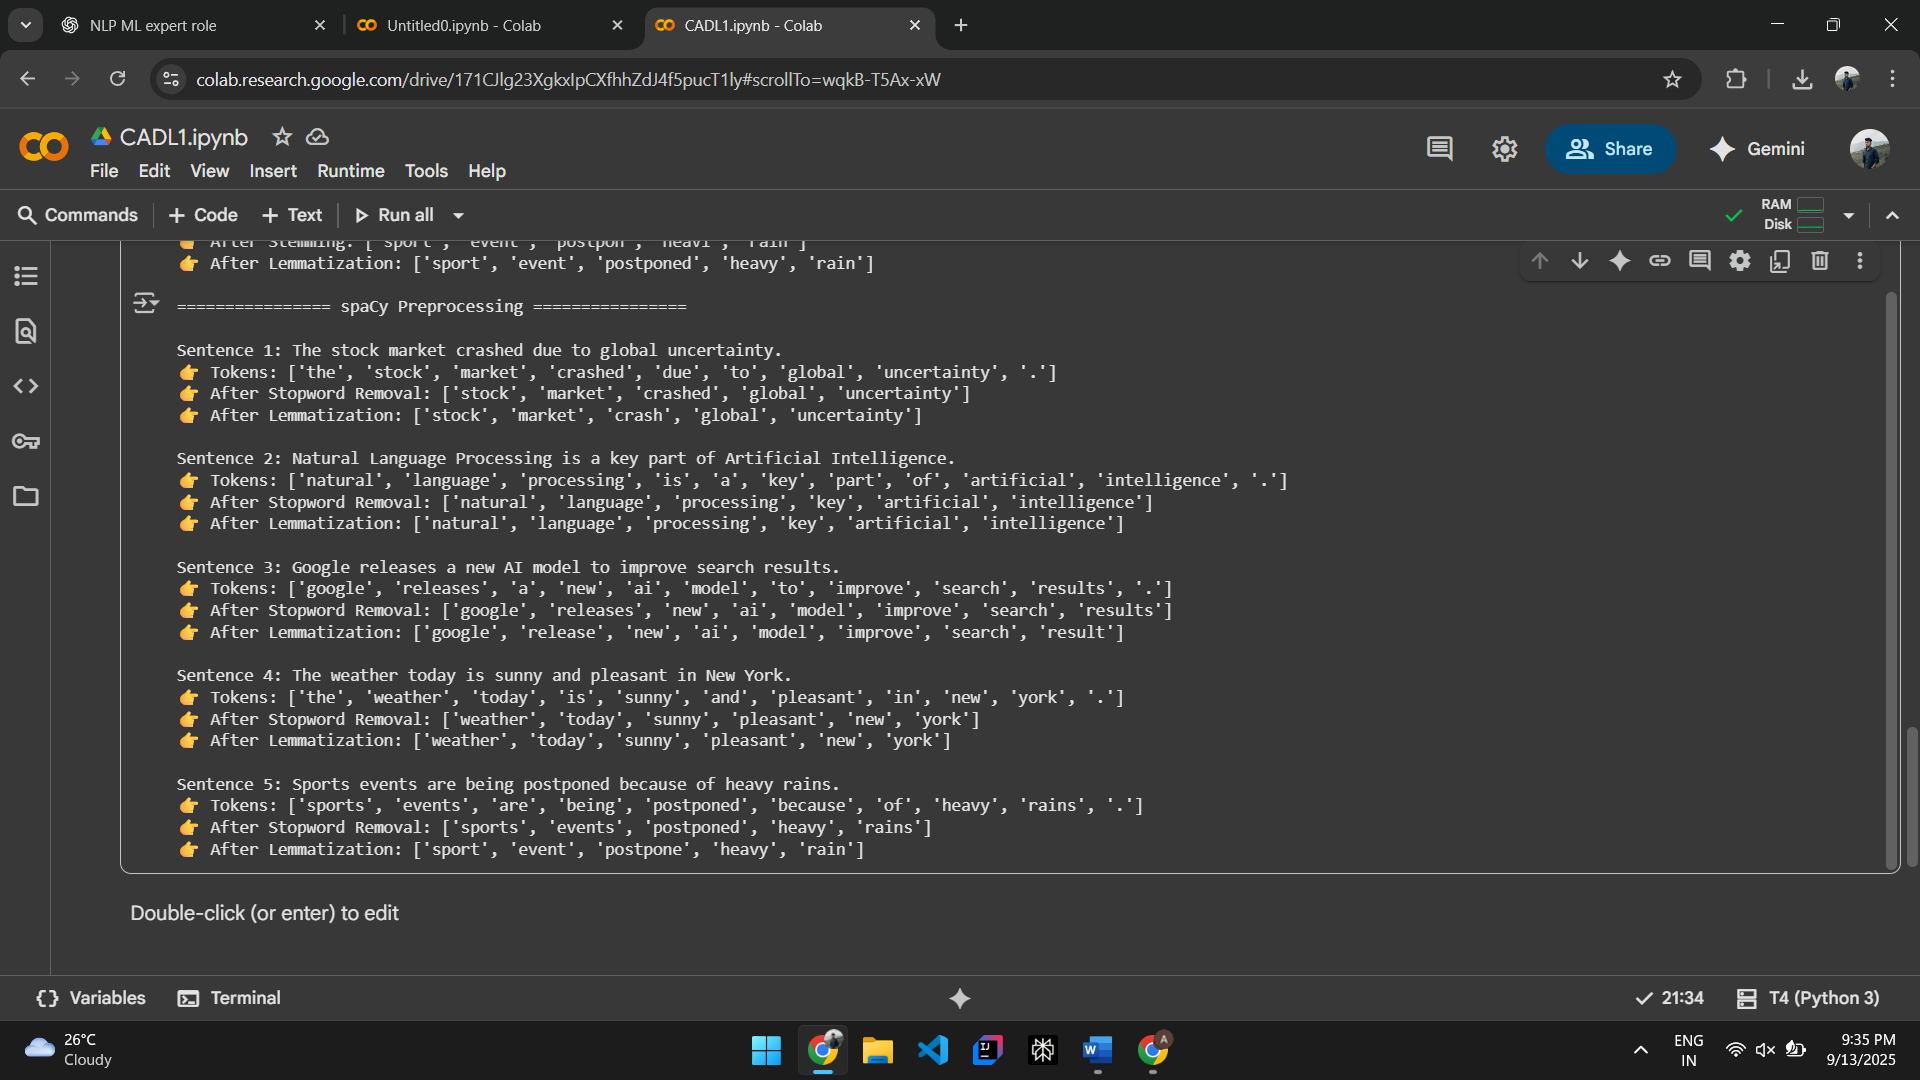 NLP ML expert role
Untitled0.ipynb - Colab
CADL1.ipynb - Colab
colab.research.google.com/drive/171CJlg23XgkxIpCXfhhZdJ4f5pucT1ly#scrollTo=wqkB-T5Ax-xW
CADL1.ipynb
File Edit View Insert Runtime Tools Help
Share
Gemini
Commands + Code + Text Run all
RAM
Disk
👉 After Stemming: ['sport', 'event', 'postpon', 'heavi', 'rain']
👉 After Lemmatization: ['sport', 'event', 'postponed', 'heavy', 'rain']
================ spaCy Preprocessing ================
Sentence 1: The stock market crashed due to global uncertainty.
👉 Tokens: ['the', 'stock', 'market', 'crashed', 'due', 'to', 'global', 'uncertainty', '.']
👉 After Stopword Removal: ['stock', 'market', 'crashed', 'global', 'uncertainty']
👉 After Lemmatization: ['stock', 'market', 'crash', 'global', 'uncertainty']
Sentence 2: Natural Language Processing is a key part of Artificial Intelligence.
👉 Tokens: ['natural', 'language', 'processing', 'is', 'a', 'key', 'part', 'of', 'artificial', 'intelligence', '.']
👉 After Stopword Removal: ['natural', 'language', 'processing', 'key', 'artificial', 'intelligence']
👉 After Lemmatization: ['natural', 'language', 'processing', 'key', 'artificial', 'intelligence']
Sentence 3: Google releases a new AI model to improve search results.
👉 Tokens: ['google', 'releases', 'a', 'new', 'ai', 'model', 'to', 'improve', 'search', 'results', '.']
👉 After Stopword Removal: ['google', 'releases', 'new', 'ai', 'model', 'improve', 'search', 'results']
👉 After Lemmatization: ['google', 'release', 'new', 'ai', 'model', 'improve', 'search', 'result']
Sentence 4: The weather today is sunny and pleasant in New York.
👉 Tokens: ['the', 'weather', 'today', 'is', 'sunny', 'and', 'pleasant', 'in', 'new', 'york', '.']
👉 After Stopword Removal: ['weather', 'today', 'sunny', 'pleasant', 'new', 'york']
👉 After Lemmatization: ['weather', 'today', 'sunny', 'pleasant', 'new', 'york']
Sentence 5: Sports events are being postponed because of heavy rains.
👉 Tokens: ['sports', 'events', 'are', 'being', 'postponed', 'because', 'of', 'heavy', 'rains', '.']
👉 After Stopword Removal: ['sports', 'events', 'postponed', 'heavy', 'rains']
👉 After Lemmatization: ['sport', 'event', 'postpone', 'heavy', 'rain']
Double-click (or enter) to edit
Variables Terminal
21:34 T4 (Python 3)
26°C
Cloudy
ENG
IN
9:35 PM
9/13/2025